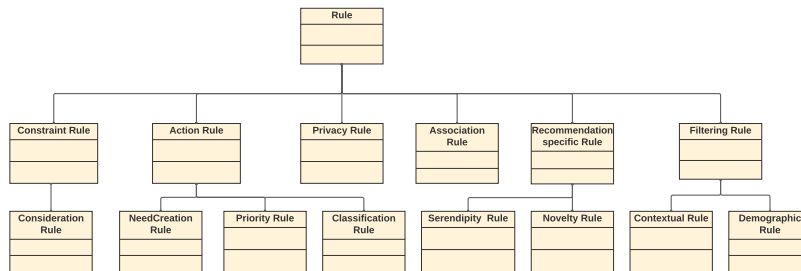 Rule
Constraint Rule
Action Rule
Privacy Rule
Association
Rule
Recommendation
specific Rule
Filtering Rule
Consideration
Rule
NeedCreation
Rule
Priority Rule
Classification
Rule
Serendipity Rule
Novelty Rule
Contextual Rule
Demographic
Rule